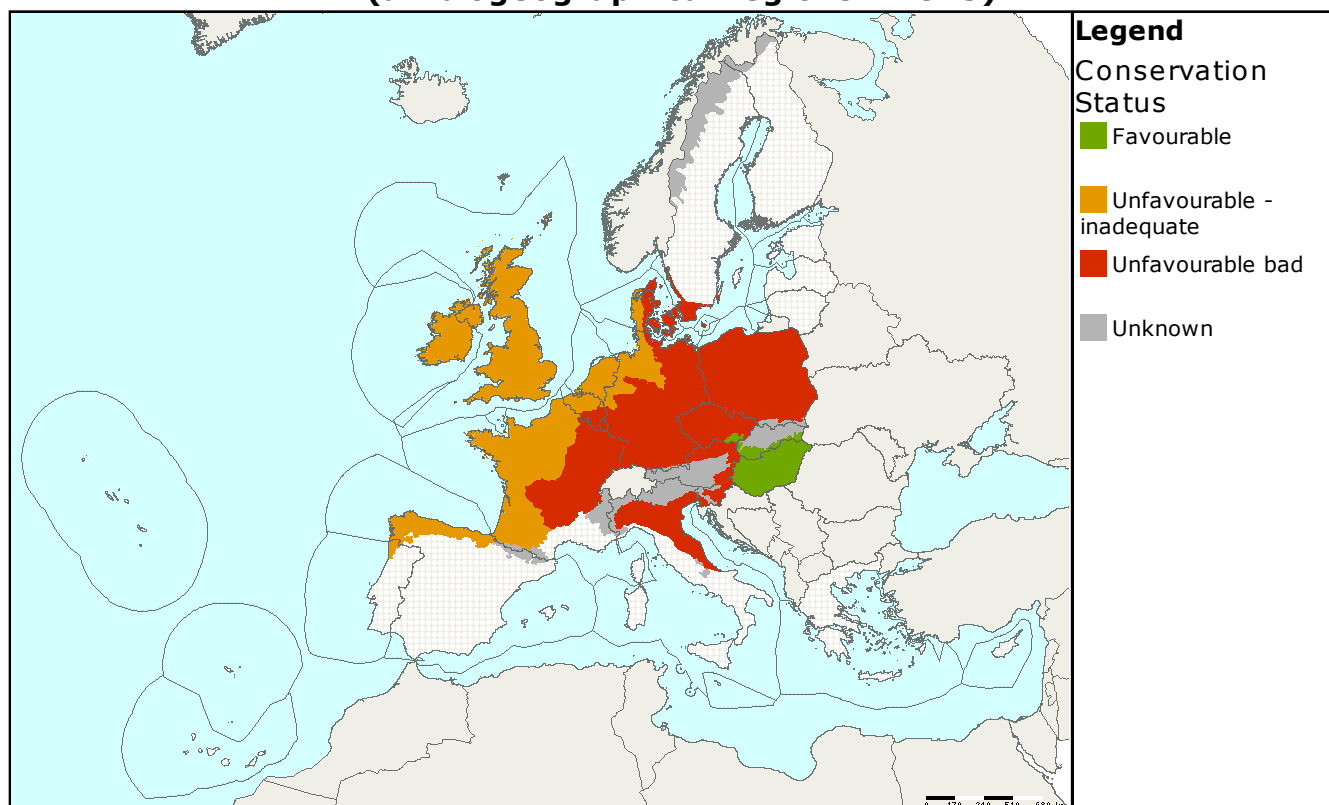 Legend
Conservation
Status
Favourable
Unfavourable -
inadequate
Unfavourable bad
Unknown